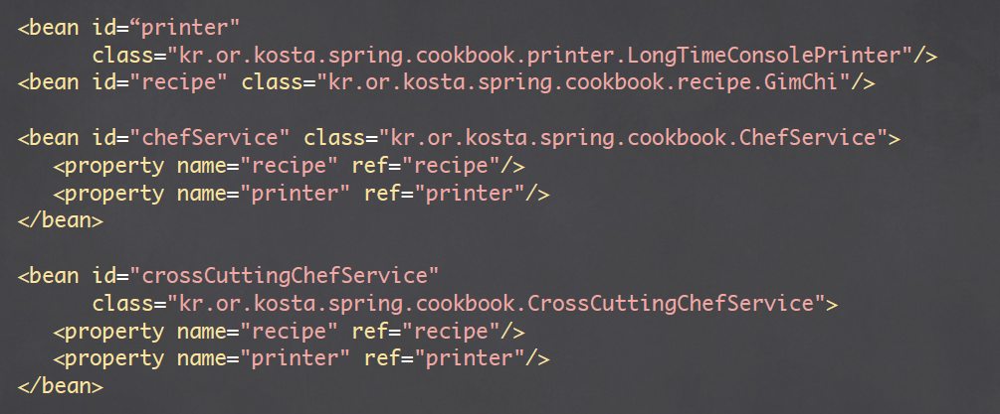 <bean id=“printer"
class="kr.or.kosta.spring.cookbook.printer.LongTimeConsolePrinter"/>
<bean id="recipe" class="kr.or.kosta.spring.cookbook.recipe.GimChi"/>
<bean id="chefService" class="kr.or.kosta.spring.cookbook.ChefService">
<property name="recipe" ref="recipe"/>
<property name="printer" ref="printer"/>
</bean>
<bean id="crossCuttingChefService"
class="kr.or.kosta.spring.cookbook.CrossCuttingChefService">
<property name="recipe" ref="recipe"/>
<property name="printer" ref="printer"/>
</bean>